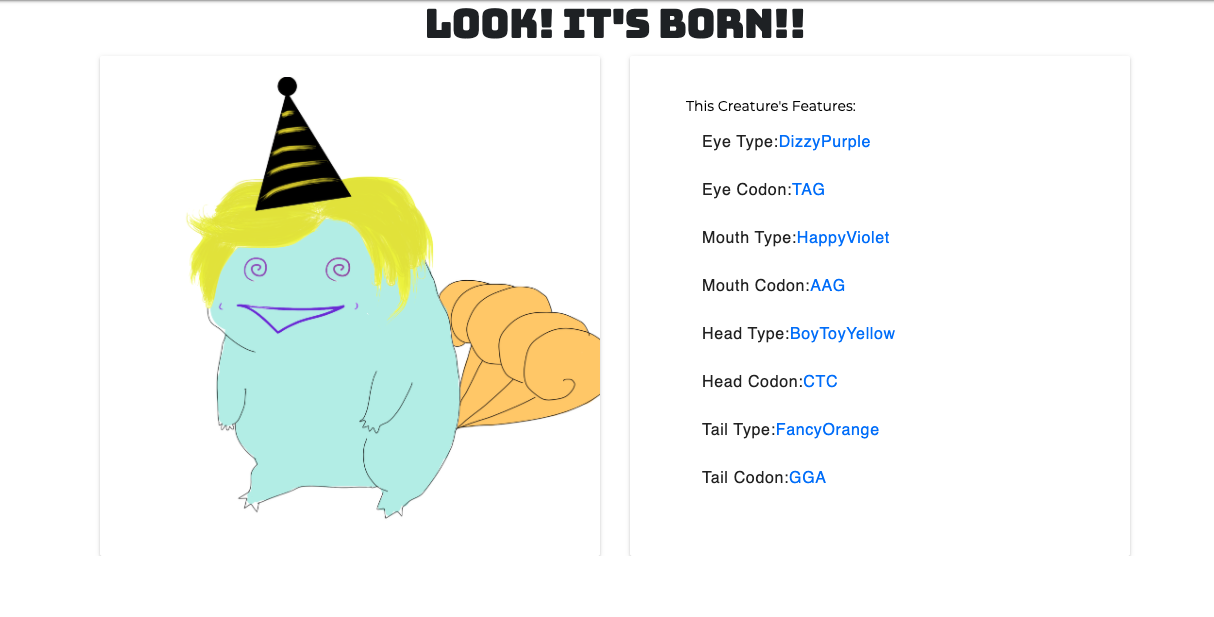 LOOK! IT'S BORN!!
This Creature's Features:
Eye Type:DizzyPurple
Eye Codon:TAG
Mouth Type:HappyViolet
Mouth Codon:AAG
Head Type:BoyToyYellow
Head Codon:CTC
Tail Type:FancyOrange
Tail Codon:GGA